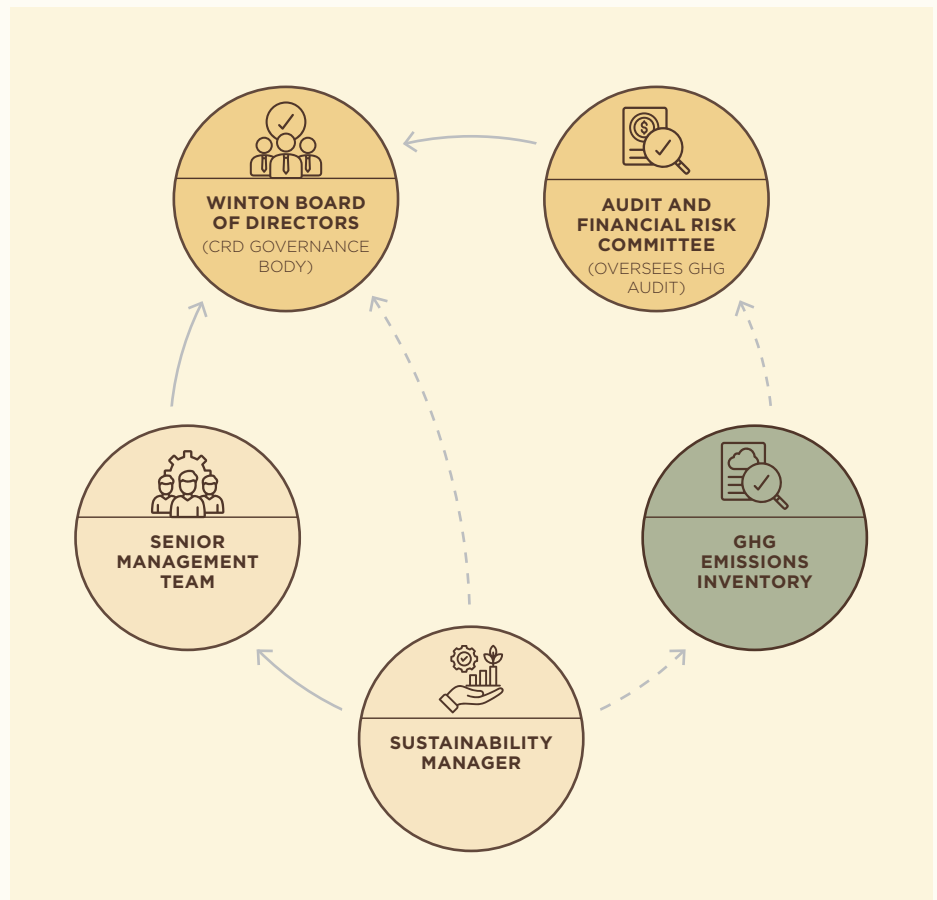 WINTON BOARD
OF DIRECTORS
(CRD GOVERNANCE
BODY)
AUDIT AND
FINANCIAL RISK
COMMITTEE
(OVERSEES GHG
AUDIT)
SENIOR
MANAGEMENT
TEAM
GHG
EMISSIONS
INVENTORY
SUSTAINABILITY
MANAGER